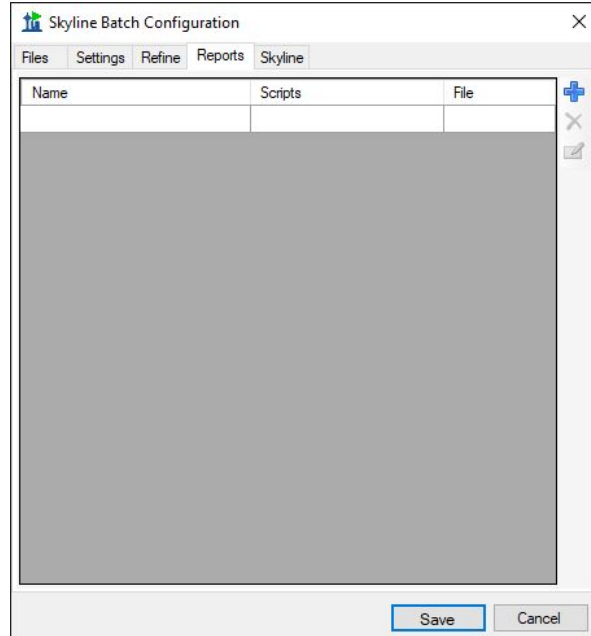 Skyline Batch Configuration
Files Settings Refine Reports Skyline
Name Scripts File
Save Cancel